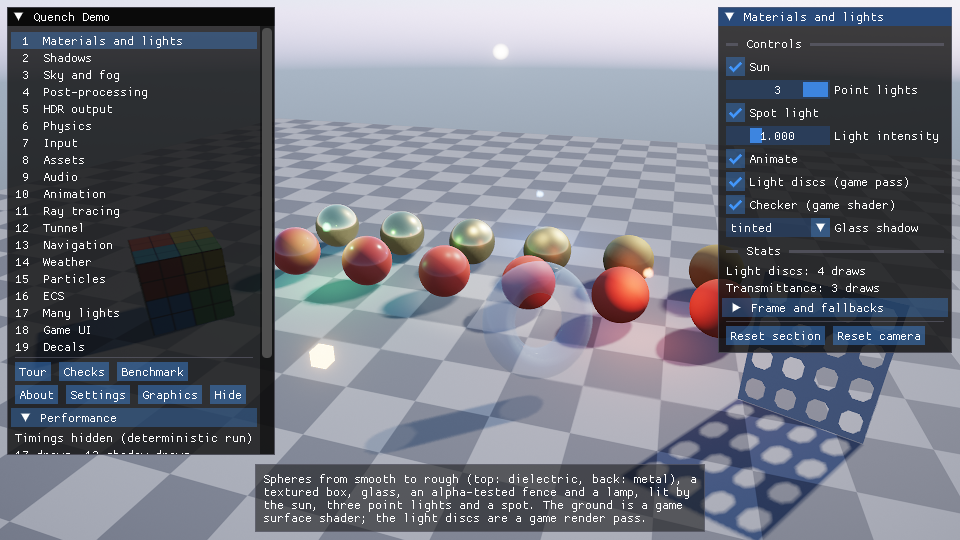 Quench Demo
1 Materials and lights
2 Shadows
3 Sky and fog
4 Post-processing
5 HDR output
6 Physics
7 Input
8 Assets
9 Audio
10 Animation
11 Ray tracing
12 Tunnel
13 Navigation
14 Weather
15 Particles
16 ECS
17 Many lights
18 Game UI
19 Decals
Tour Checks Benchmark
About Settings Graphics Hide
Performance
Timings hidden (deterministic run)
Materials and lights
Controls
Sun
3 Point lights
Spot light
1.000 Light intensity
Animate
Light discs (game pass)
Checker (game shader)
tinted Glass shadow
Stats
Light discs: 4 draws
Transmittance: 3 draws
Frame and fallbacks
Reset section Reset camera
Spheres from smooth to rough (top: dielectric, back: metal), a
textured box, glass, an alpha-tested fence and a lamp, lit by
the sun, three point lights and a spot. The ground is a game
surface shader; the light discs are a game render pass.